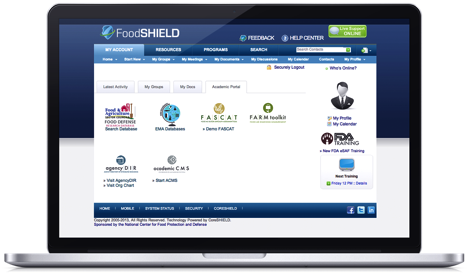 FoodSHIELD
FEEDBACK
HELP CENTER
Live Support
ONLINE
MY ACCOUNT RESOURCES PROGRAMS SEARCH
Search Contacts
Home Start New My Groups My Meetings My Documents My Discussions My Calendar Contacts My Profile
Securely Logout
Who's Online?
Latest Activity My Groups My Docs Academic Portal
Food &
Agriculture
FOOD DEFENSE
Search Database
EMA Databases
FASCAT
» Demo FASCAT
FARM toolkit
My Profile
My Calendar
FDA
TRAINING
» New FDA eSAF Training
Next Training
Friday 12 PM | Details
agency DIR
» Visit AgencyDIR
» Visit Org Chart
academic CMS
» Start ACMS
HOME MOBILE SYSTEM STATUS SECURITY CORESHIELD
Copyright 2005-2013, All Rights Reserved. Technology Powered by CoreSHIELD.
Sponsored by the National Center for Food Protection and Defense